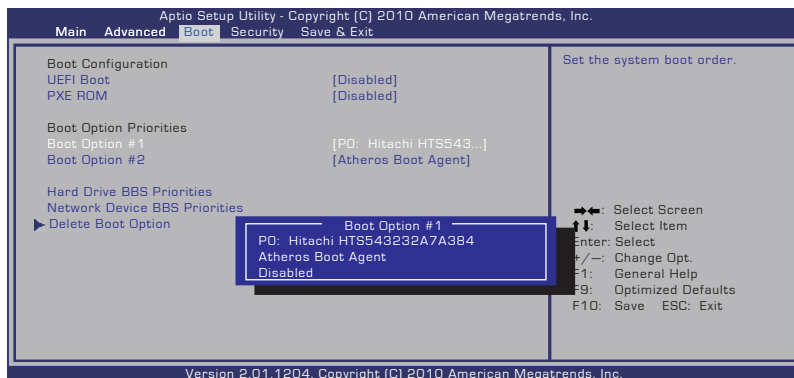 Aptio Setup Utility - Copyright (C) 2010 American Megatrends, Inc.
Main Advanced Boot Security Save & Exit
Boot Configuration
UEFI Boot [Disabled]
PXE ROM [Disabled]
Boot Option Priorities
Boot Option #1 [P0: Hitachi HTS543...]
Boot Option #2 [Atheros Boot Agent]
Hard Drive BBS Priorities
Network Device BBS Priorities
Delete Boot Option
Boot Option #1
P0: Hitachi HTS543232A7A384
Atheros Boot Agent
Disabled
Set the system boot order.
→←: Select Screen
↑↓: Select Item
Enter: Select
+/—: Change Opt.
F1: General Help
F9: Optimized Defaults
F10: Save ESC: Exit
Version 2.01.1204. Copyright (C) 2010 American Megatrends, Inc.